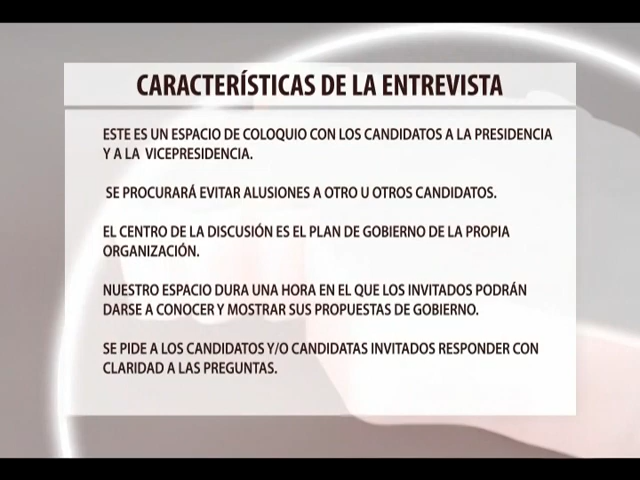 CARACTERÍSTICAS DE LA ENTREVISTA
ESTE ES UN ESPACIO DE COLOQUIO CON LOS CANDIDATOS A LA PRESIDENCIA
Y A LA VICEPRESIDENCIA.
SE PROCURARÁ EVITAR ALUSIONES A OTRO U OTROS CANDIDATOS.
EL CENTRO DE LA DISCUSIÓN ES EL PLAN DE GOBIERNO DE LA PROPIA
ORGANIZACIÓN.
NUESTRO ESPACIO DURA UNA HORA EN EL QUE LOS INVITADOS PODRÁN
DARSE A CONOCER Y MOSTRAR SUS PROPUESTAS DE GOBIERNO.
SE PIDE A LOS CANDIDATOS Y/O CANDIDATAS INVITADOS RESPONDER CON
CLARIDAD A LAS PREGUNTAS.